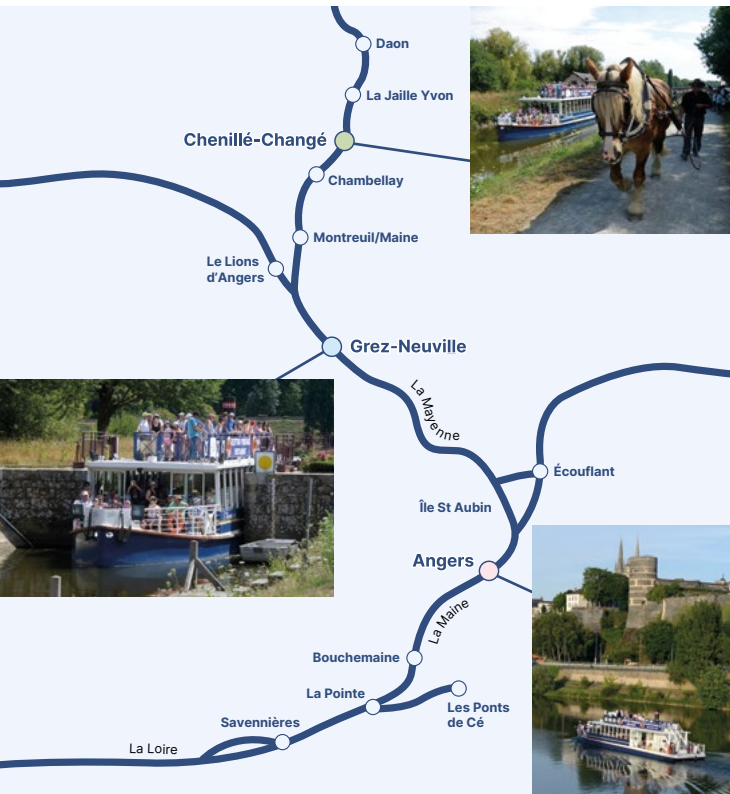 Daon
La Jaille Yvon
Chenillé-Changé
Chambellay
Montreuil/Maine
Le Lions
d’Angers
Grez-Neuville
La Mayenne
Écouflant
Île St Aubin
Angers
La Maine
Bouchemaine
La Pointe
Les Ponts
de Cé
Savennières
La Loire